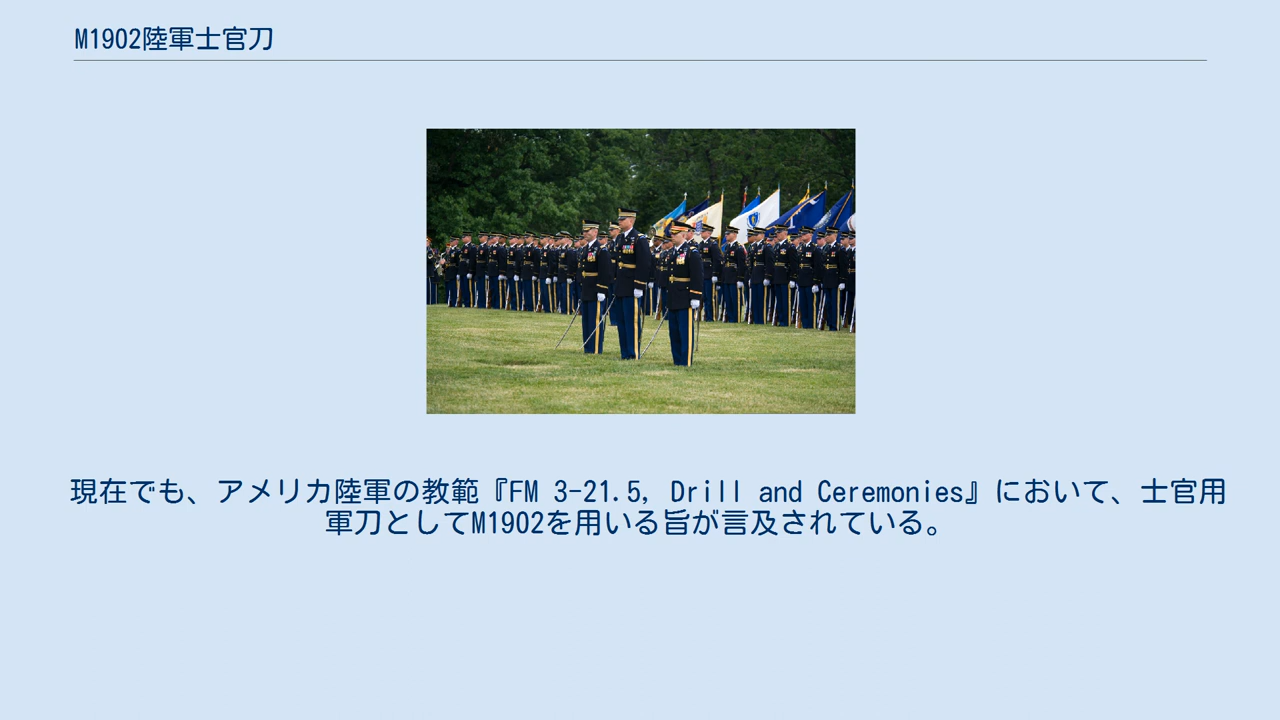 M1902陸軍士官刀
現在でも、アメリカ陸軍の教範『FM 3-21.5, Drill and Ceremonies』において、士官用
軍刀としてM1902を用いる旨が言及されている。